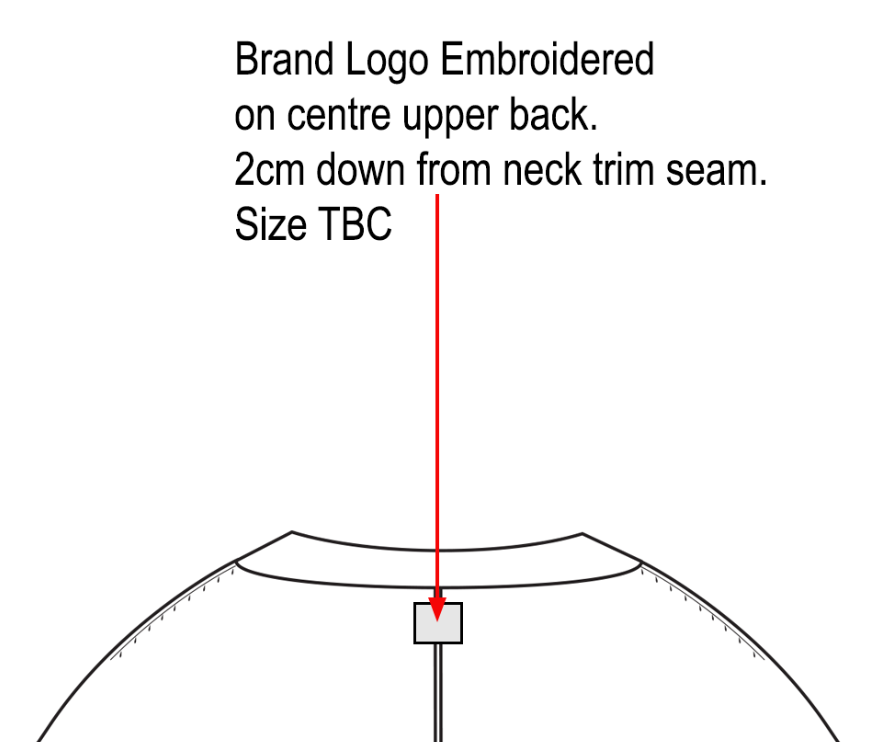 Brand Logo Embroidered
on centre upper back.
2cm down from neck trim seam.
Size TBC